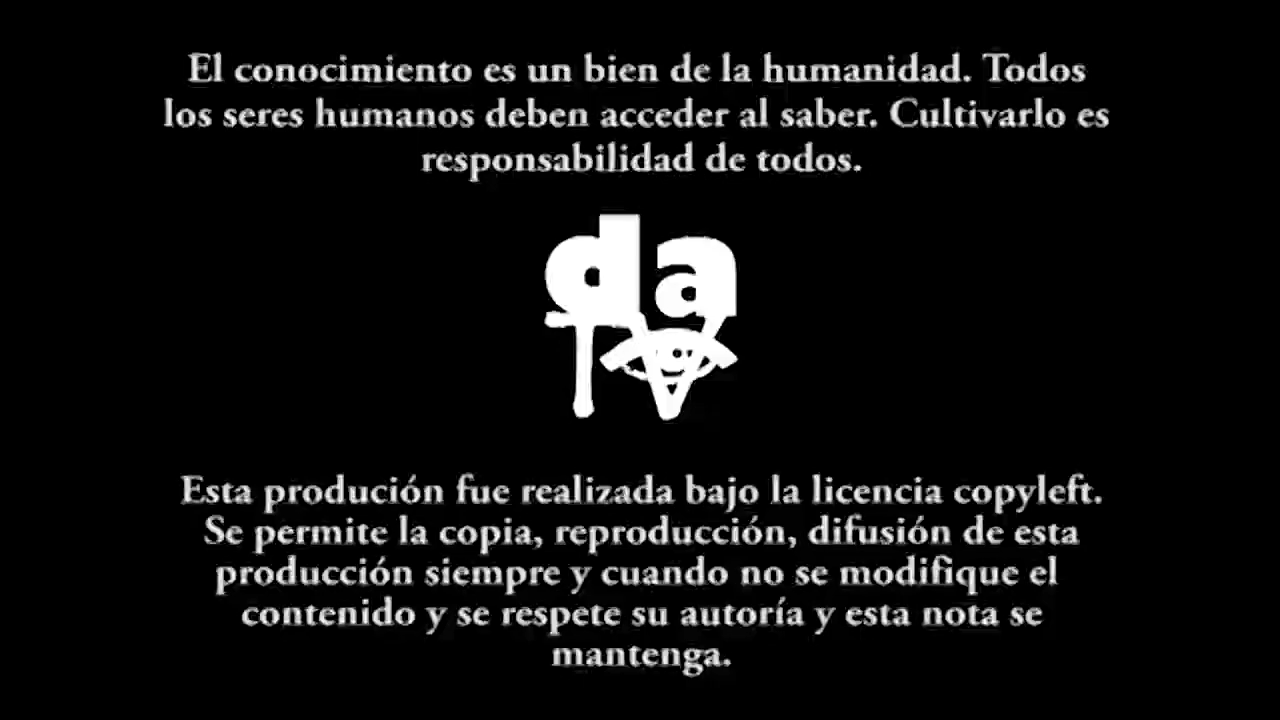 El conocimiento es un bien de la humanidad. Todos
los seres humanos deben acceder al saber. Cultivarlo es
responsabilidad de todos.
da
TV
Esta produción fue realizada bajo la licencia copyleft.
Se permite la copia, reproducción, difusión de esta
producción siempre y cuando no se modifique el
contenido y se respete su autoría y esta nota se
mantenga.